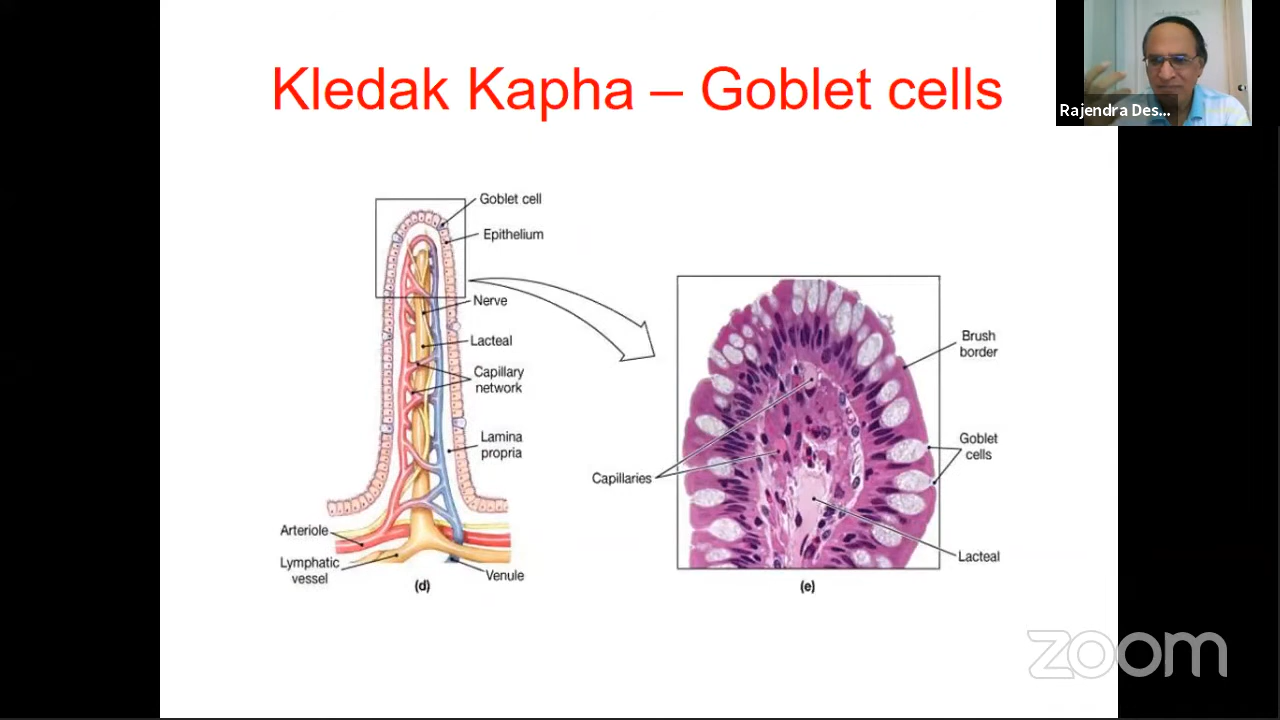 Kledak Kapha – Goblet cells
Rajendra Des...
Goblet cell
Epithelium
Nerve
Lacteal
Capillary
network
Lamina
propria
Arteriole
Lymphatic
vessel
Venule
(d)
Brush
border
Goblet
cells
Capillaries
Lacteal
(e)
zoom